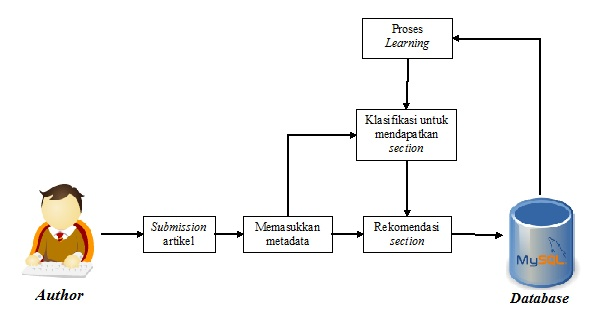 Proses
Learning
Klasifikasi untuk
mendapatkan
section
Submission
artikel
Memasukkan
metadata
Rekomendasi
section
MySQL
Author
Database